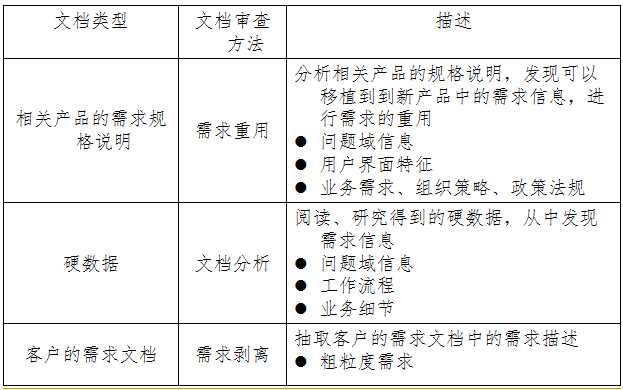 文档类型
文档审查
方法
描述
相关产品的需求规
格说明
需求重用
分析相关产品的规格说明，发现可以
移植到到新产品中的需求信息，进
行需求的重用
● 问题域信息
● 用户界面特征
● 业务需求、组织策略、政策法规
硬数据
文档分析
阅读、研究得到的硬数据，从中发现
需求信息
● 问题域信息
● 工作流程
● 业务细节
客户的需求文档
需求剥离
抽取客户的需求文档中的需求描述
● 粗粒度需求